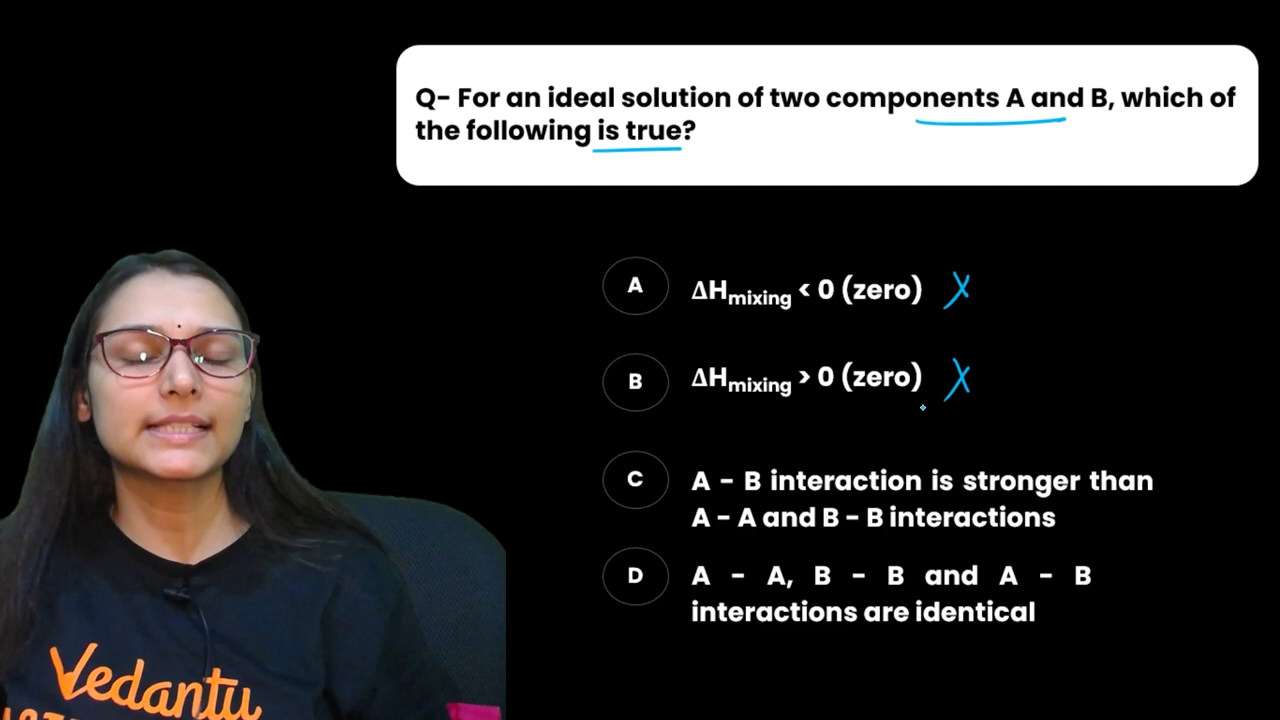 Q- For an ideal solution of two components A and B, which of
the following is true?
A ΔHmixing < 0 (zero)
B ΔHmixing > 0 (zero)
C A - B interaction is stronger than
A - A and B - B interactions
D A - A, B - B and A - B
interactions are identical
Vedantu